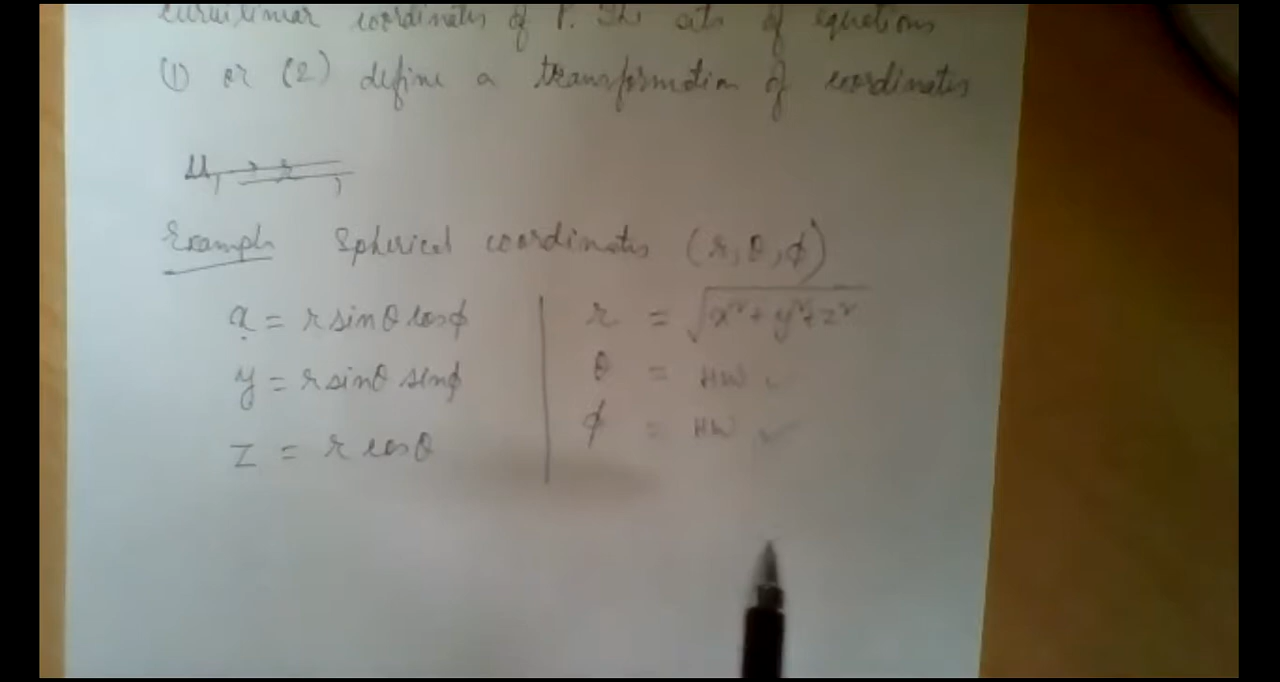 curvilinear coordinates of P. The sets of equations
(1) or (2) define a transformation of coordinates
Example Spherical coordinates (r, θ, φ)
x = r sinθ cosφ
y = r sinθ sinφ
z = r cosθ
r = √x²+y²+z²
θ = HW
φ = HW